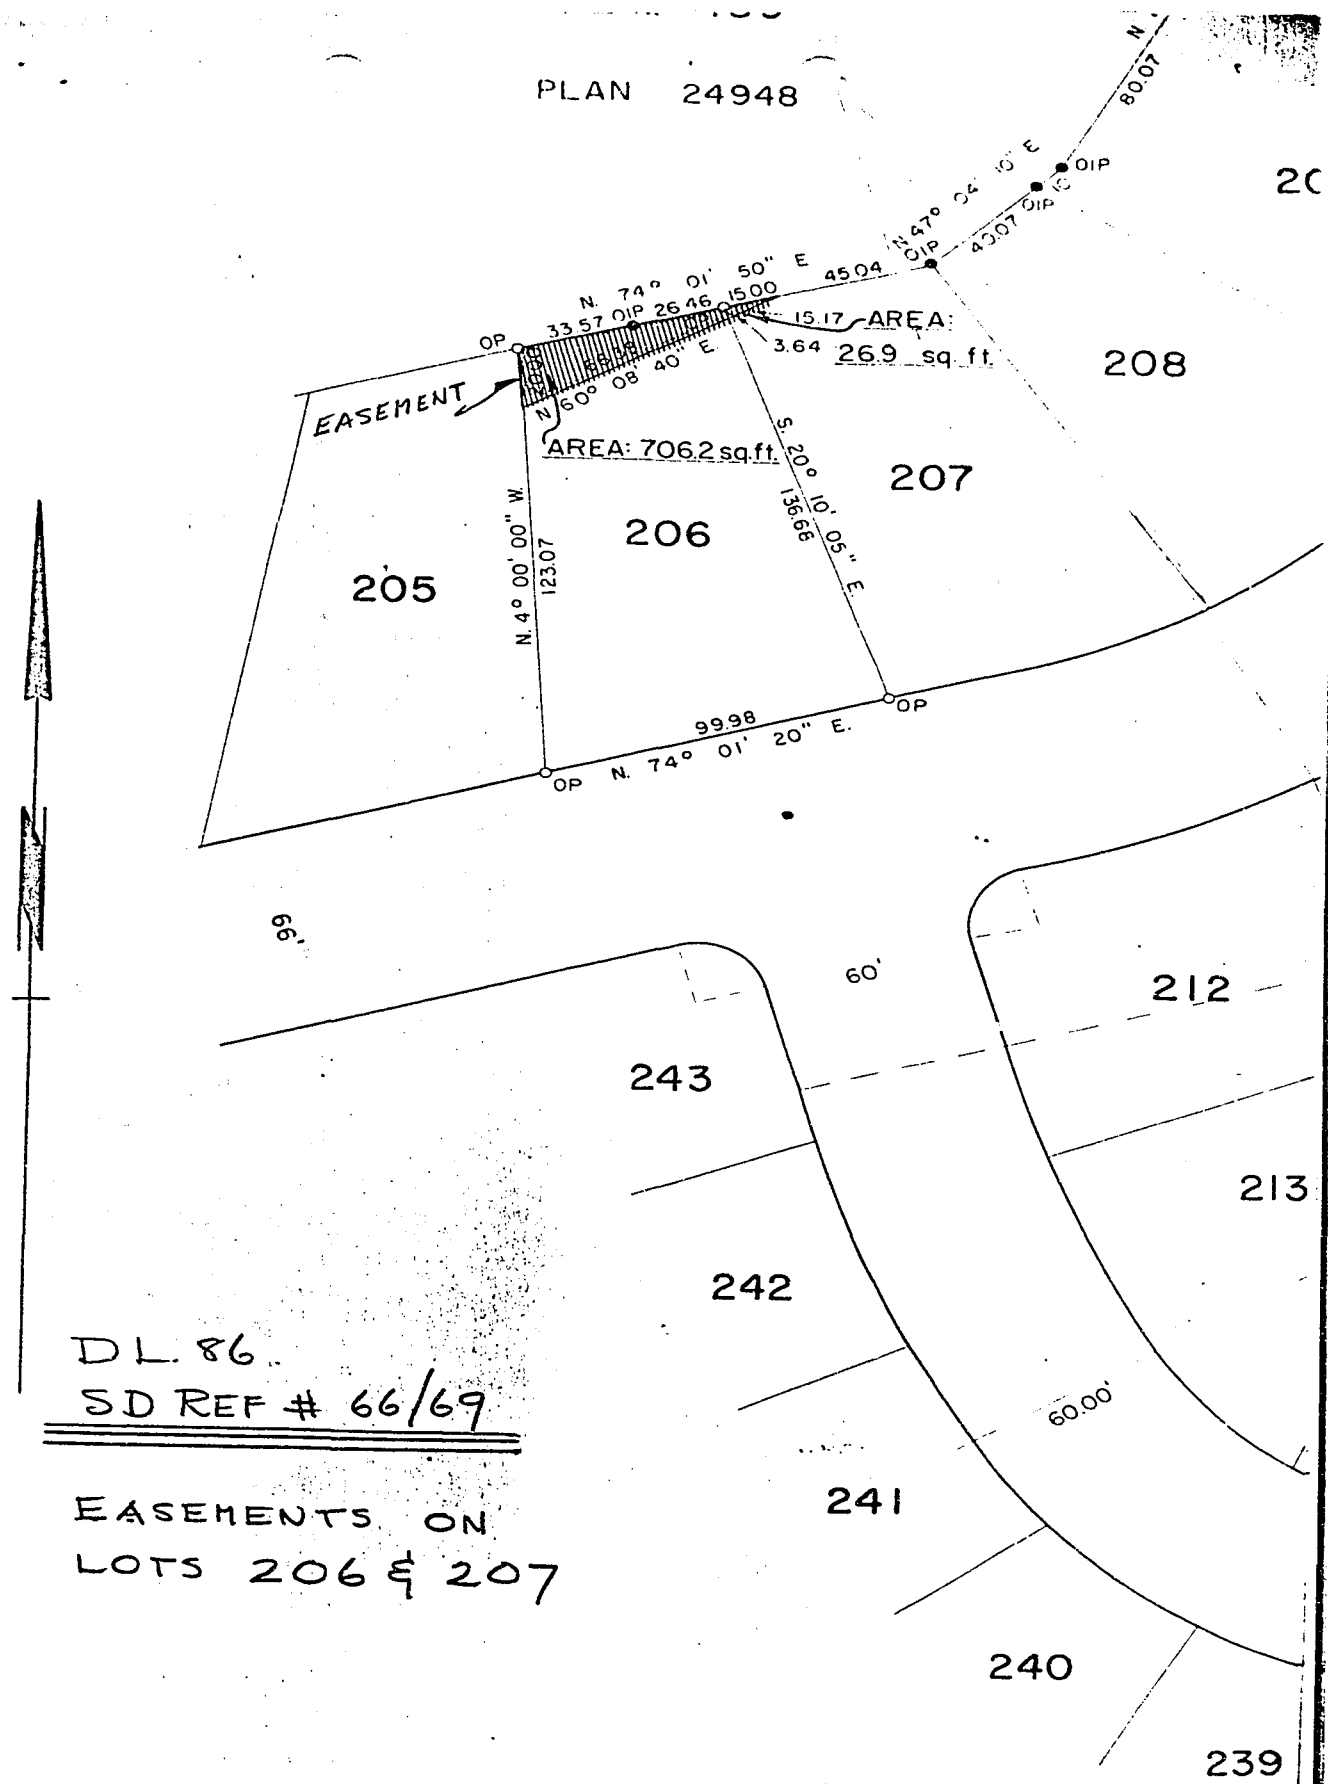 PLAN 24948
80.07
N
N 47° 04' 10" E
OIP
OIP
OIP
40.07
10
20
N. 74° 01' 50" E
45.04
33.57 OIP 26.46 15.00
OP
15.17
AREA:
3.64 26.9 sq. ft.
N 60° 08' 40" E.
EASEMENT
AREA: 706.2 sq.ft.
208
207
206
205
S. 20° 10' 05" E.
136.68
N. 4° 00' 00" W.
123.07
99.98
N. 74° 01' 20" E.
OP
OP
66'
60'
212
243
213
242
60.00'
241
240
239
D L. 86.
SD REF # 66/69
EASEMENTS ON
LOTS 206 & 207